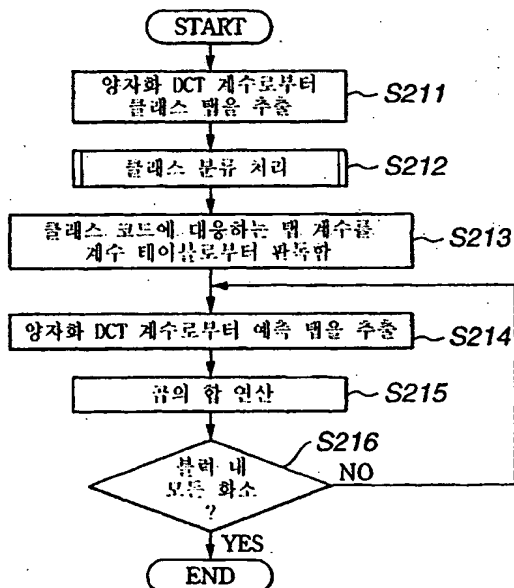 START
양자화 DCT 계수로부터
클래스 탭을 추출
S211
클래스 분류 처리
S212
클래스 코드에 대응하는 탭 계수를
계수 테이블로부터 판독함
S213
양자화 DCT 계수로부터 예측 탭을 추출
S214
곱의 합 연산
S215
S216
블럭 내
모든 화소
?
NO
YES
END